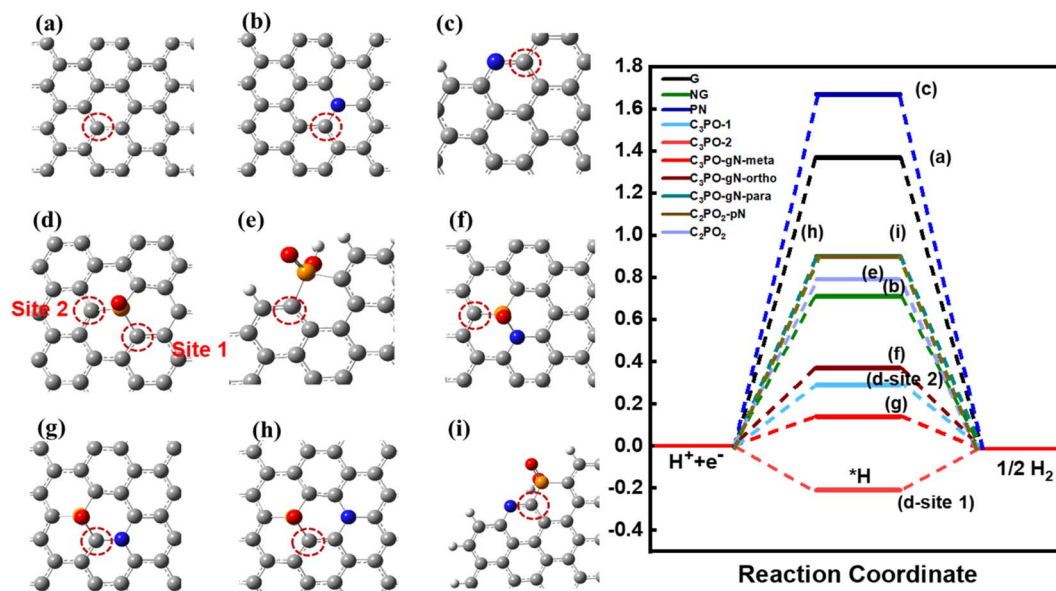 (a)
(b)
(c)
(d)
Site 2
Site 1
(e)
(f)
(g)
(h)
(i)
1.8
1.6
1.4
1.2
1.0
0.8
0.6
0.4
0.2
0.0
-0.2
-0.4
G
NG
PN
C₃PO-1
C₃PO-2
C₃PO-gN-meta
C₃PO-gN-ortho
C₃PO-gN-para
C₂PO₂-pN
C₂PO₂
(c)
(a)
(h)
(i)
(e)
(b)
(f)
(d-site 2)
(g)
H⁺+e⁻
*H
1/2 H₂
(d-site 1)
Reaction Coordinate